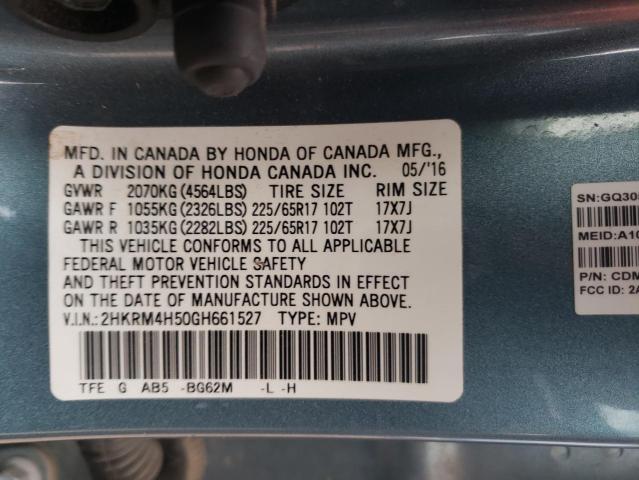 MFD. IN CANADA BY HONDA OF CANADA MFG.,
A DIVISION OF HONDA CANADA INC. 05/'16
GVWR 2070KG(4564LBS) TIRE SIZE RIM SIZE
GAWR F 1055KG(2326LBS) 225/65R17 102T 17X7J
GAWR R 1035KG(2282LBS) 225/65R17 102T 17X7J
THIS VEHICLE CONFORMS TO ALL APPLICABLE
FEDERAL MOTOR VEHICLE SAFETY
AND THEFT PREVENTION STANDARDS IN EFFECT
ON THE DATE OF MANUFACTURE SHOWN ABOVE.
V.I.N.:2HKRM4H50GH661527 TYPE: MPV
TFE G AB5 -BG62M -L -H
SN:GQ30
MEID:A10
P/N: CDM
FCC ID: 2A